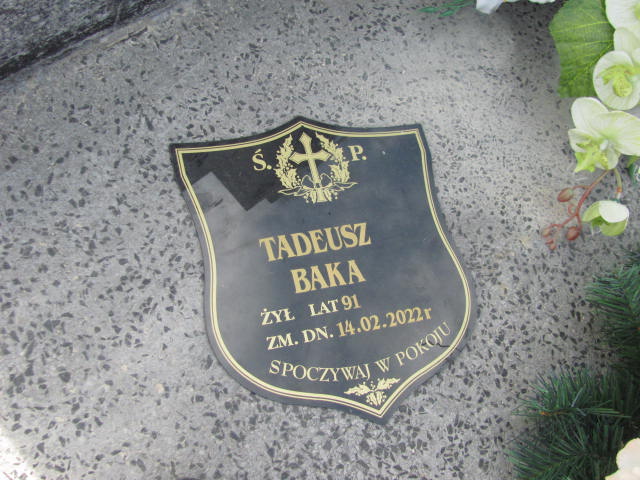 Ś. P.
TADEUSZ
BAKA
ŻYŁ LAT 91
ZM. DN. 14.02.2022 r
SPOCZYWAJ W POKOJU